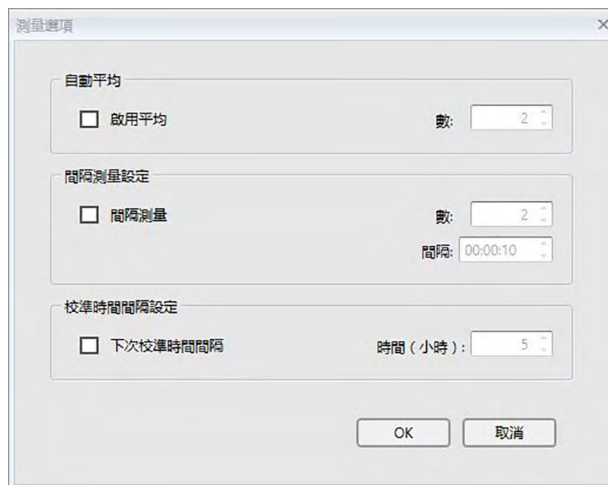 測量選項
自動平均
啟用平均 數: 2
間隔測量設定
間隔測量 數: 2
間隔: 00:00:10
校準時間間隔設定
下次校準時間間隔 時間 ( 小時 ) : 5
OK 取消